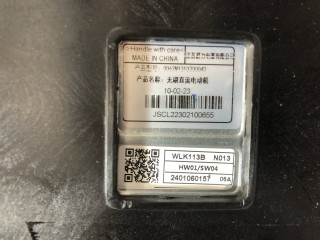 Handle with care
MADE IN CHINA
产品名称: 无刷直流电动机
10-02-23
JSCL22302100655
WLK113B N013
HW01/SW04
2401060157 05A